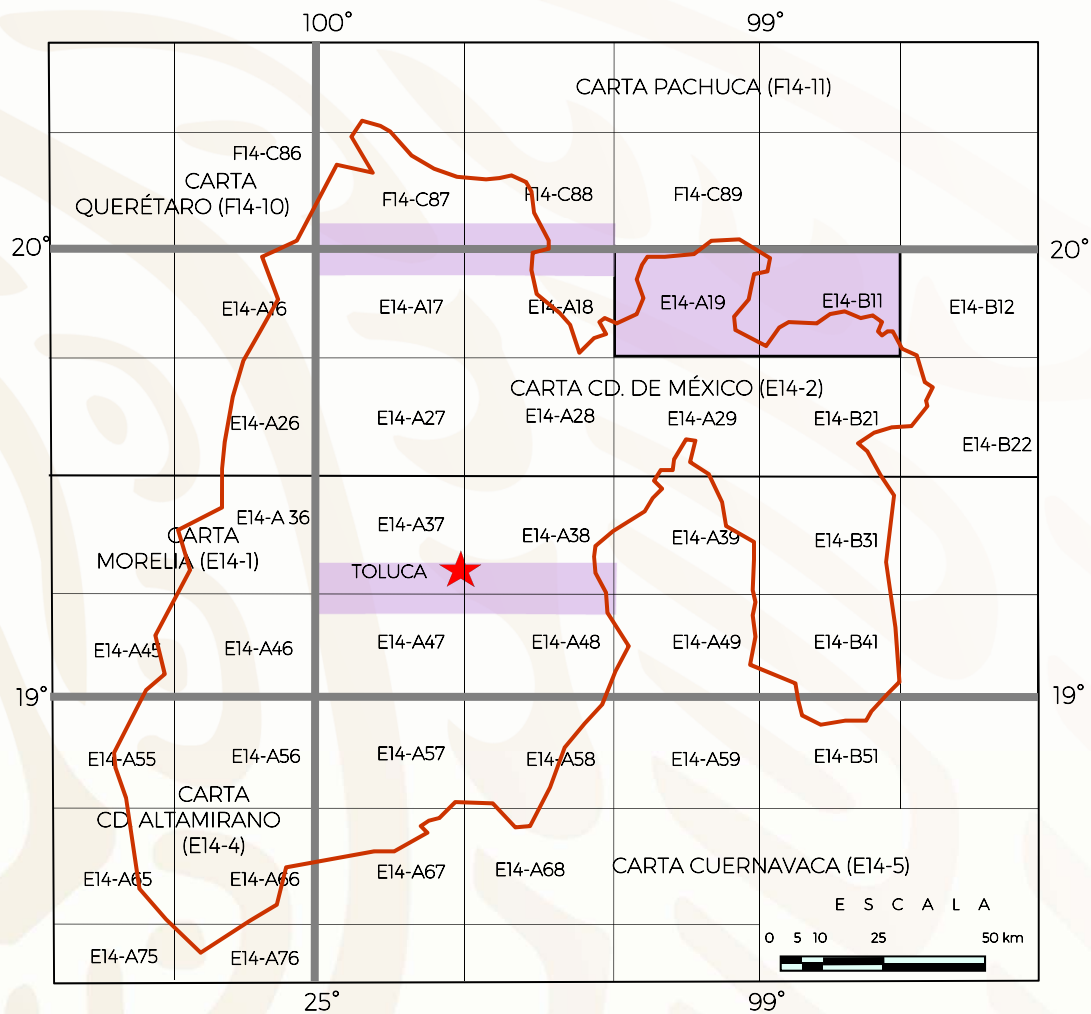 100° 99°
CARTA PACHUCA (F14-11)
F14-C86
CARTA
QUERÉTARO (F14-10)
F14-C87 F14-C88 F14-C89
20° 20°
E14-A16 E14-A17 E14-A18 E14-A19 E14-B11 E14-B12
CARTA CD. DE MÉXICO (E14-2)
E14-A26 E14-A27 E14-A28 E14-A29 E14-B21
E14-B22
E14-A 36 E14-A37 E14-A38 E14-A39 E14-B31
CARTA
MORELIA (E14-1)
TOLUCA
E14-A45 E14-A46 E14-A47 E14-A48 E14-A49 E14-B41
19° 19°
E14-A55 E14-A56 E14-A57 E14-A58 E14-A59 E14-B51
CARTA
CD. ALTAMIRANO
(E14-4)
E14-A65 E14-A66 E14-A67 E14-A68
CARTA CUERNAVACA (E14-5)
E S C A L A
0 5 10 25 50 km
E14-A75 E14-A76
25° 99°